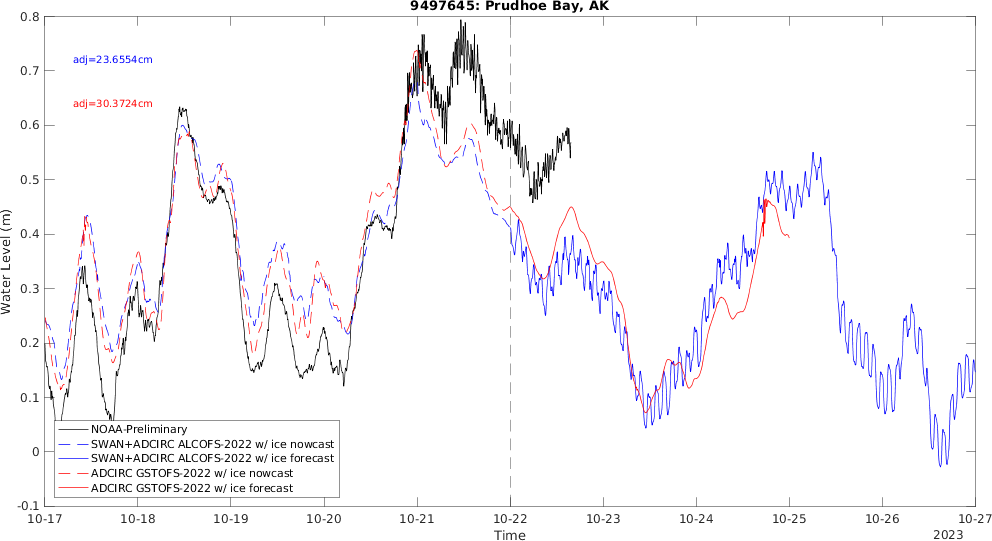 9497645: Prudhoe Bay, AK
0.8
0.7
0.6
0.5
0.4
0.3
0.2
0.1
0
-0.1
Water Level (m)
adj=23.6554cm
adj=30.3724cm
NOAA-Preliminary
SWAN+ADCIRC ALCOFS-2022 w/ ice nowcast
SWAN+ADCIRC ALCOFS-2022 w/ ice forecast
ADCIRC GSTOFS-2022 w/ ice nowcast
ADCIRC GSTOFS-2022 w/ ice forecast
10-17 10-18 10-19 10-20 10-21 10-22 10-23 10-24 10-25 10-26 10-27
Time
2023